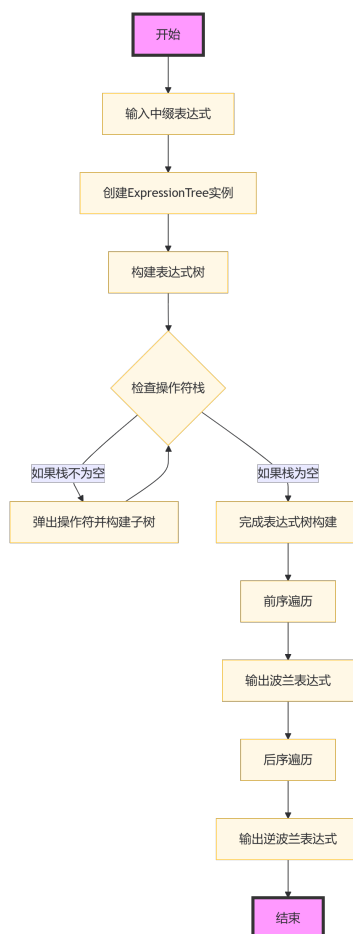 开始
输入中缀表达式
创建ExpressionTree实例
构建表达式树
检查操作符栈
如果栈不为空
如果栈为空
弹出操作符并构建子树
完成表达式树构建
前序遍历
输出波兰表达式
后序遍历
输出逆波兰表达式
结束